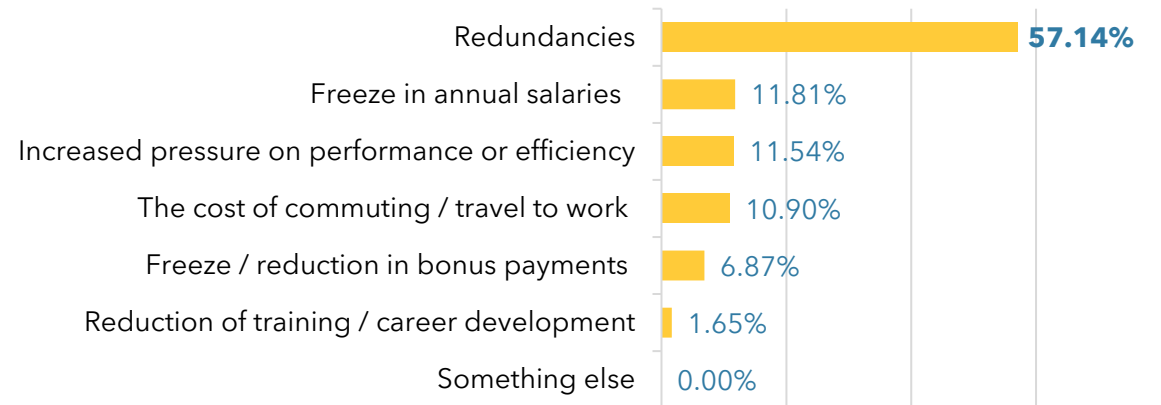 Redundancies 57.14%
Freeze in annual salaries 11.81%
Increased pressure on performance or efficiency 11.54%
The cost of commuting / travel to work 10.90%
Freeze / reduction in bonus payments 6.87%
Reduction of training / career development 1.65%
Something else 0.00%